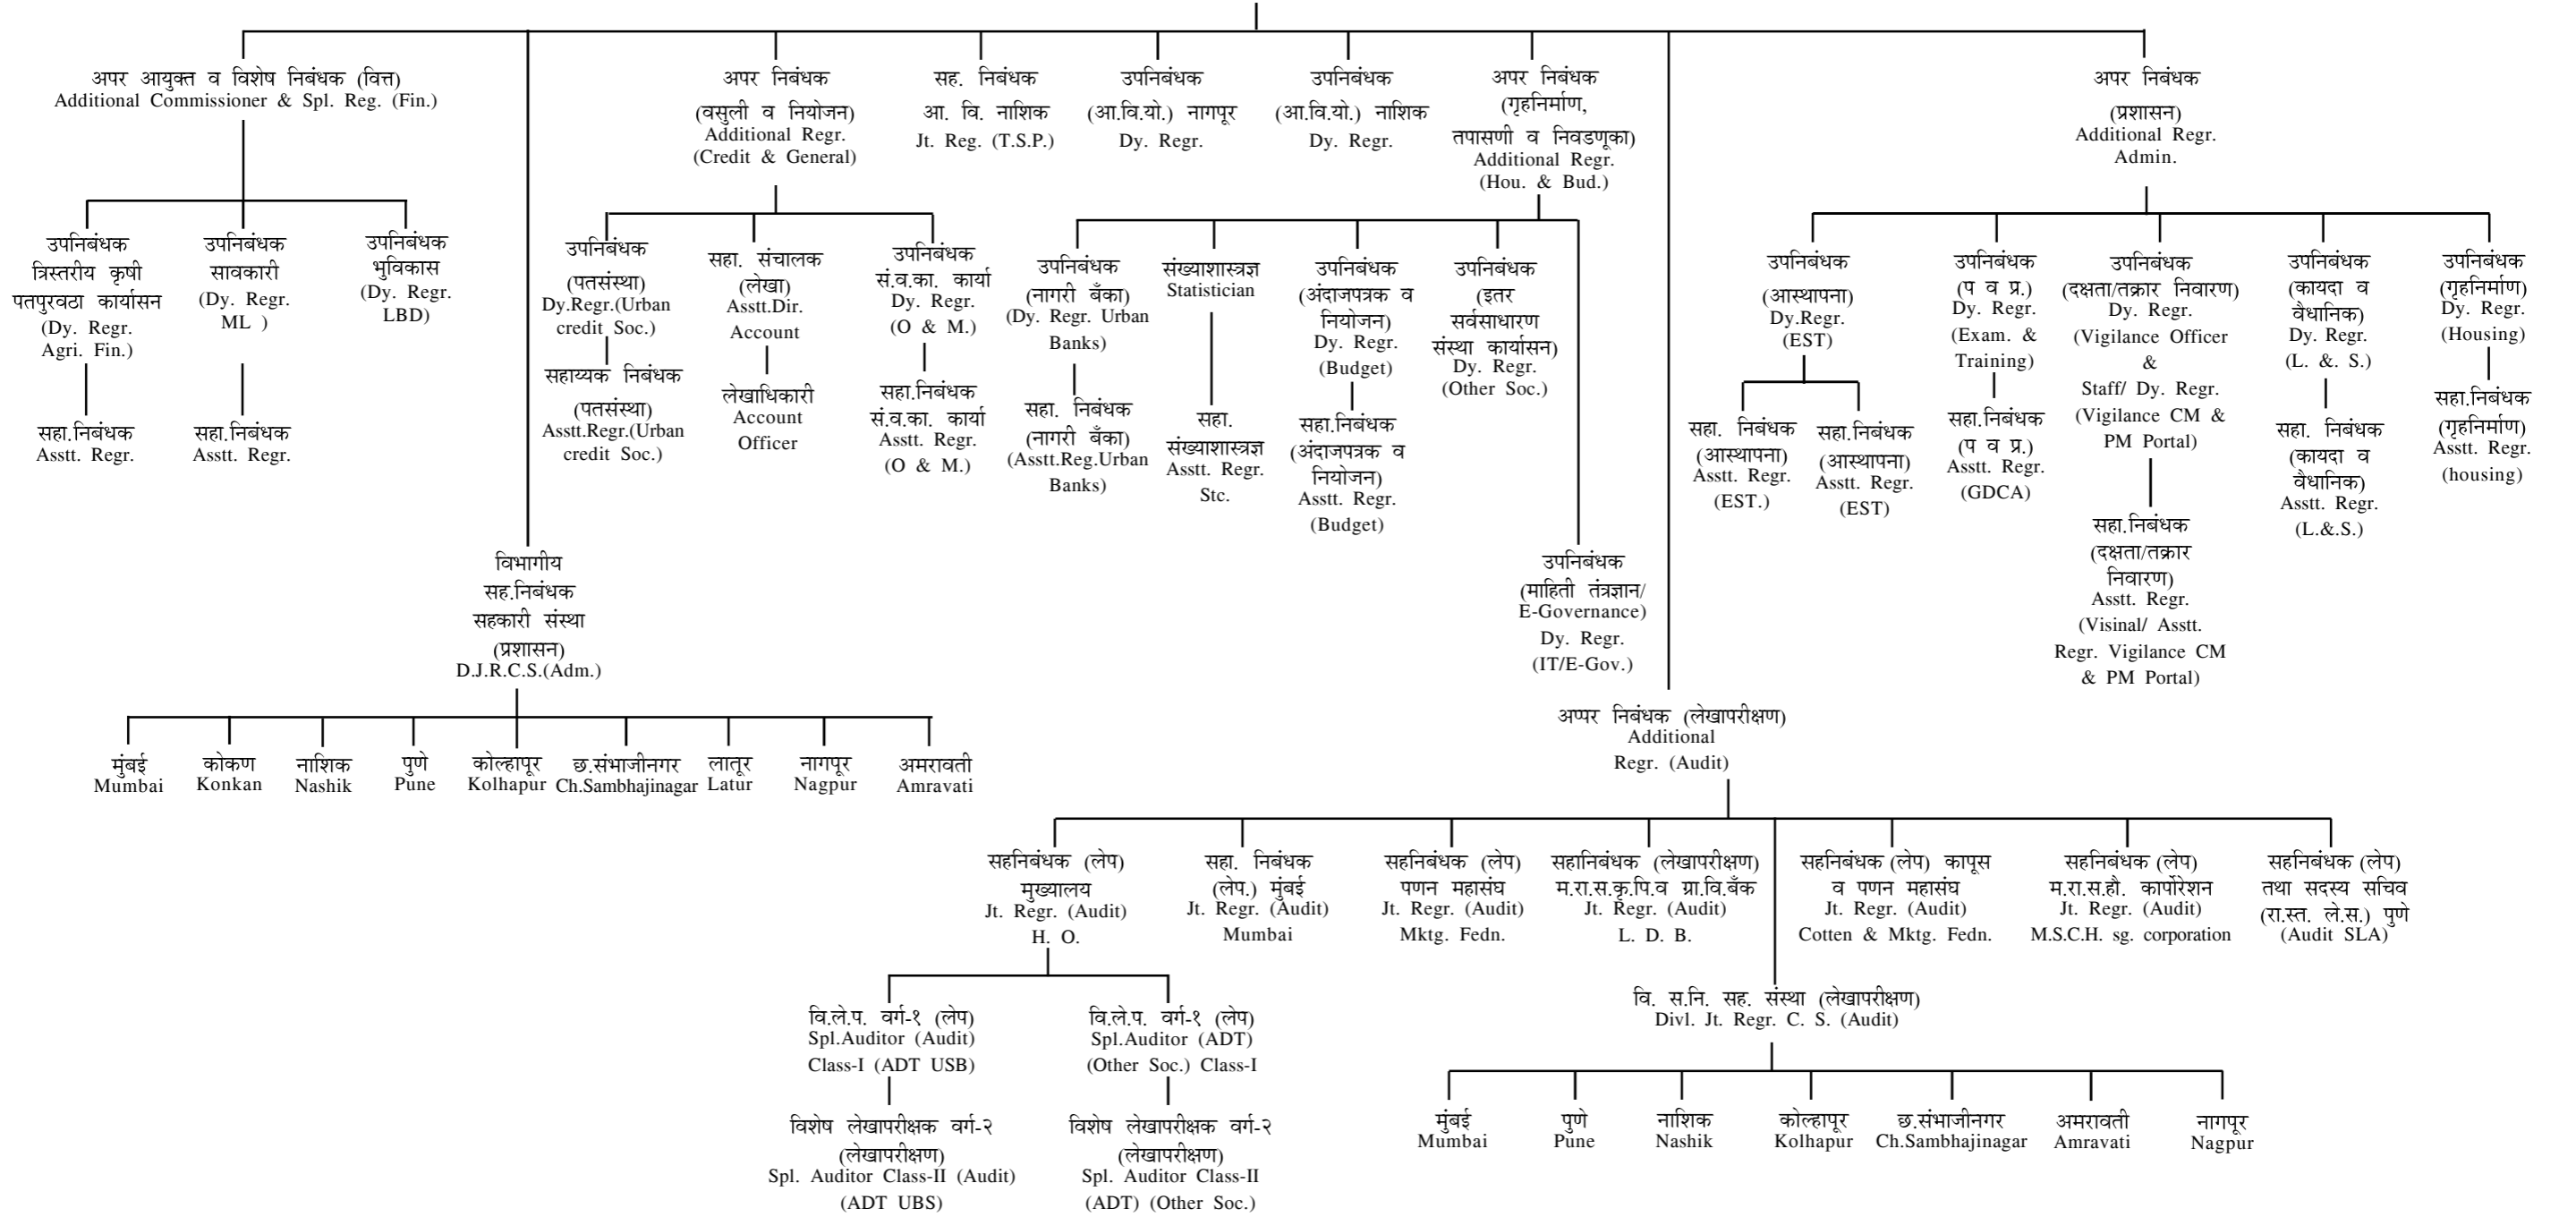 अपर आयुक्त व विशेष निबंधक (वित्त)
Additional Commissioner & Spl. Reg. (Fin.)
अपर निबंधक
(वसुली व नियोजन)
Additional Regr.
(Credit & General)
सह. निबंधक
आ. वि. नाशिक
Jt. Reg. (T.S.P.)
उपनिबंधक
(आ.वि.यो.) नागपूर
Dy. Regr.
उपनिबंधक
(आ.वि.यो.) नाशिक
Dy. Regr.
अपर निबंधक
(गृहनिर्माण,
तपासणी व निवडणूका)
Additional Regr.
(Hou. & Bud.)
अपर निबंधक
(प्रशासन)
Additional Regr.
Admin.
उपनिबंधक
त्रिस्तरीय कृषी
पतपुरवठा कार्यासन
(Dy. Regr.
Agri. Fin.)
उपनिबंधक
सावकारी
(Dy. Regr.
ML )
उपनिबंधक
भुविकास
(Dy. Regr.
LBD)
सहा.निबंधक
Asstt. Regr.
सहा.निबंधक
Asstt. Regr.
उपनिबंधक
(पतसंस्था)
Dy.Regr.(Urban
credit Soc.)
सहाय्यक निबंधक
(पतसंस्था)
Asstt.Regr.(Urban
credit Soc.)
सहा. संचालक
(लेखा)
Asstt.Dir.
Account
लेखाधिकारी
Account
Officer
उपनिबंधक
सं.व.का. कार्या
Dy. Regr.
(O & M.)
सहा.निबंधक
सं.व.का. कार्या
Asstt. Regr.
(O & M.)
उपनिबंधक
(नागरी बँका)
(Dy. Regr. Urban
Banks)
सहा. निबंधक
(नागरी बँका)
(Asstt.Reg.Urban
Banks)
संख्याशास्त्रज्ञ
Statistician
सहा.
संख्याशास्त्रज्ञ
Asstt. Regr.
Stc.
उपनिबंधक
(अंदाजपत्रक व
नियोजन)
Dy. Regr.
(Budget)
सहा.निबंधक
(अंदाजपत्रक व
नियोजन)
Asstt. Regr.
(Budget)
उपनिबंधक
(इतर
सर्वसाधारण
संस्था कार्यासन)
Dy. Regr.
(Other Soc.)
उपनिबंधक
(माहिती तंत्रज्ञान/
E-Governance)
Dy. Regr.
(IT/E-Gov.)
उपनिबंधक
(आस्थापना)
Dy.Regr.
(EST)
सहा. निबंधक
(आस्थापना)
Asstt. Regr.
(EST.)
सहा.निबंधक
(आस्थापना)
Asstt. Regr.
(EST)
उपनिबंधक
(प व प्र.)
Dy. Regr.
(Exam. &
Training)
सहा.निबंधक
(प व प्र.)
Asstt. Regr.
(GDCA)
उपनिबंधक
(दक्षता/तक्रार निवारण)
Dy. Regr.
(Vigilance Officer
&
Staff/ Dy. Regr.
(Vigilance CM &
PM Portal)
सहा.निबंधक
(दक्षता/तक्रार
निवारण)
Asstt. Regr.
(Visinal/ Asstt.
Regr. Vigilance CM
& PM Portal)
उपनिबंधक
(कायदा व
वैधानिक)
Dy. Regr.
(L. &. S.)
सहा. निबंधक
(कायदा व
वैधानिक)
Asstt. Regr.
(L.&.S.)
उपनिबंधक
(गृहनिर्माण)
Dy. Regr.
(Housing)
सहा.निबंधक
(गृहनिर्माण)
Asstt. Regr.
(housing)
विभागीय
सह.निबंधक
सहकारी संस्था
(प्रशासन)
D.J.R.C.S.(Adm.)
मुंबई
Mumbai
कोकण
Konkan
नाशिक
Nashik
पुणे
Pune
कोल्हापूर
Kolhapur
छ.संभाजीनगर
Ch.Sambhajinagar
लातूर
Latur
नागपूर
Nagpur
अमरावती
Amravati
अप्पर निबंधक (लेखापरीक्षण)
Additional
Regr. (Audit)
सहनिबंधक (लेप)
मुख्यालय
Jt. Regr. (Audit)
H. O.
सहा. निबंधक
(लेप.) मुंबई
Jt. Regr. (Audit)
Mumbai
सहनिबंधक (लेप)
पणन महासंघ
Jt. Regr. (Audit)
Mktg. Fedn.
सहानिबंधक (लेखापरीक्षण)
म.रा.स.कृ.पि.व ग्रा.वि.बँक
Jt. Regr. (Audit)
L. D. B.
सहनिबंधक (लेप) कापूस
व पणन महासंघ
Jt. Regr. (Audit)
Cotten & Mktg. Fedn.
सहनिबंधक (लेप)
म.रा.स.हौ. कार्पोरेशन
Jt. Regr. (Audit)
M.S.C.H. sg. corporation
सहनिबंधक (लेप)
तथा सदस्य सचिव
(रा.स्त. ले.स.) पुणे
(Audit SLA)
वि.ले.प. वर्ग-१ (लेप)
Spl.Auditor (Audit)
Class-I (ADT USB)
विशेष लेखापरीक्षक वर्ग-२
(लेखापरीक्षण)
Spl. Auditor Class-II (Audit)
(ADT UBS)
वि.ले.प. वर्ग-१ (लेप)
Spl.Auditor (ADT)
(Other Soc.) Class-I
विशेष लेखापरीक्षक वर्ग-२
(लेखापरीक्षण)
Spl. Auditor Class-II
(ADT) (Other Soc.)
वि. स.नि. सह. संस्था (लेखापरीक्षण)
Divl. Jt. Regr. C. S. (Audit)
मुंबई
Mumbai
पुणे
Pune
नाशिक
Nashik
कोल्हापूर
Kolhapur
छ.संभाजीनगर
Ch.Sambhajinagar
अमरावती
Amravati
नागपूर
Nagpur